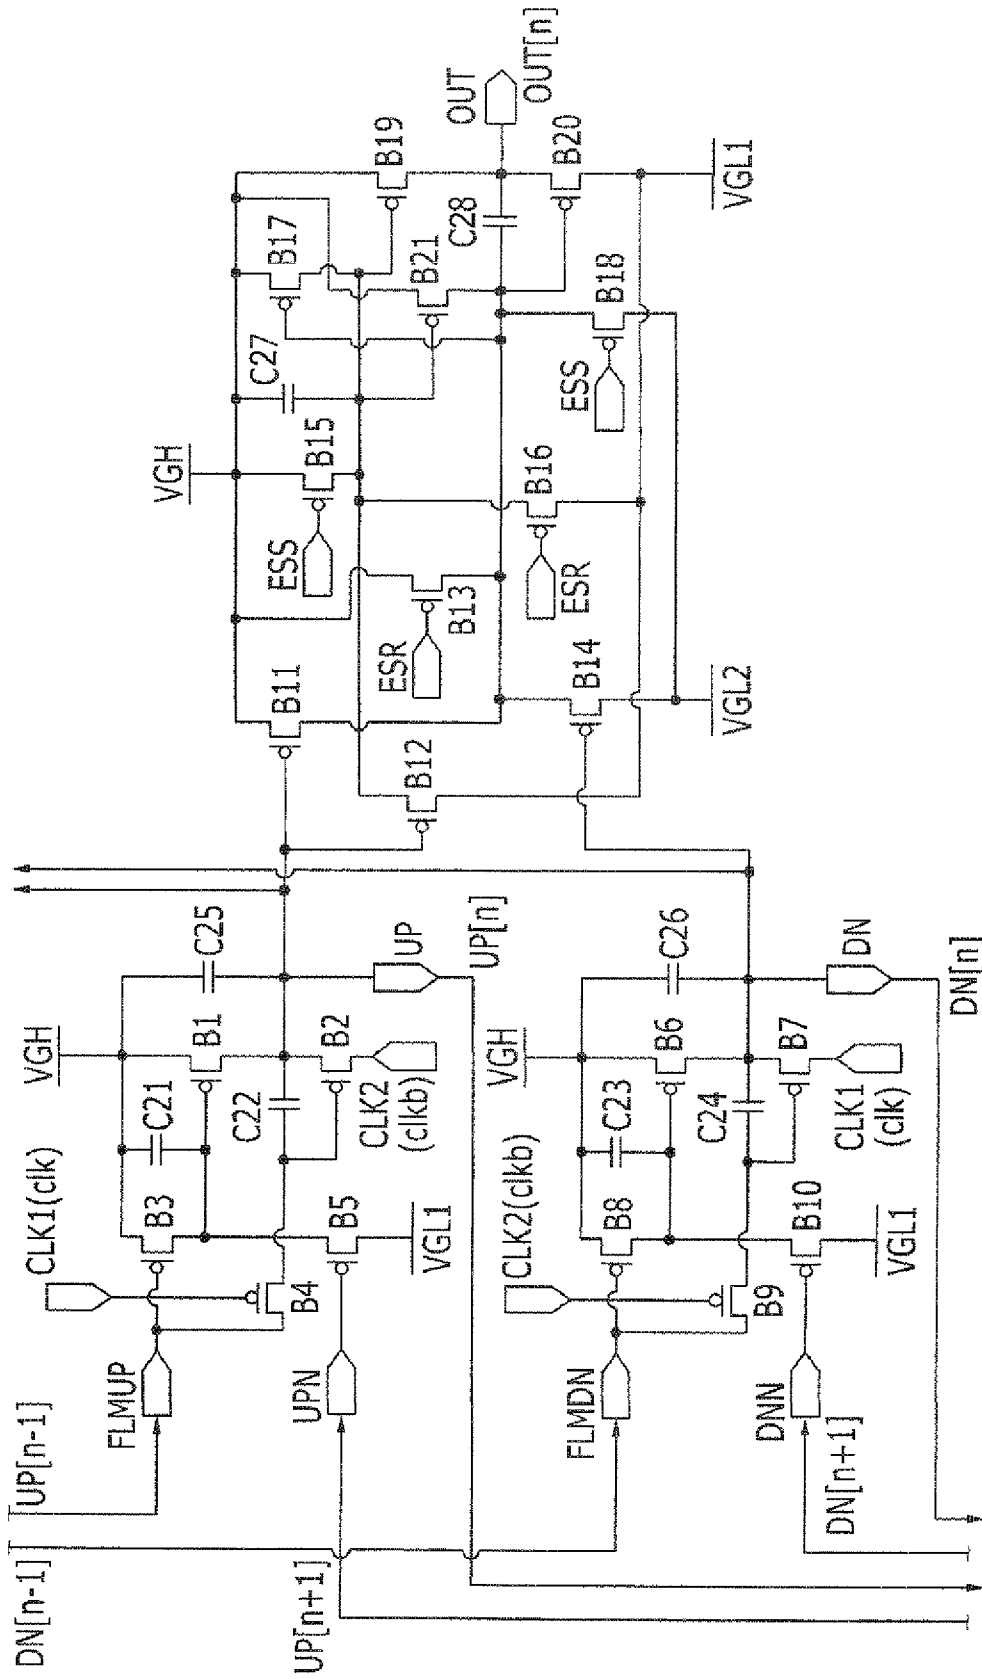 DN[n-1]
UP[n-1]
UP[n+1]
FLMUP
UPN
CLK1(clk)
B3
B4
B5
VGL1
VGH
C21
C22
B1
B2
CLK2
(clkb)
C25
UP
UP[n]
FLMDN
DNN
DN[n+1]
CLK2(clkb)
B8
B9
B10
VGL1
VGH
C23
C24
B6
B7
CLK1
(clk)
C26
DN
DN[n]
B11
B12
ESR
B13
B14
VGL2
VGH
ESS
B15
ESR
B16
C27
B17
B21
ESS
B18
C28
B19
B20
VGL1
OUT
OUT[n]